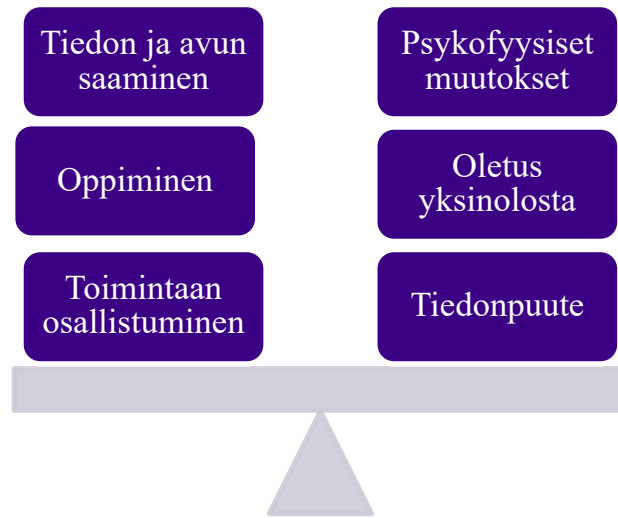 Tiedon ja avun
saaminen
Psykofyysiset
muutokset
Oppiminen
Oletus
yksinolosta
Toimintaan
osallistuminen
Tiedonpuute